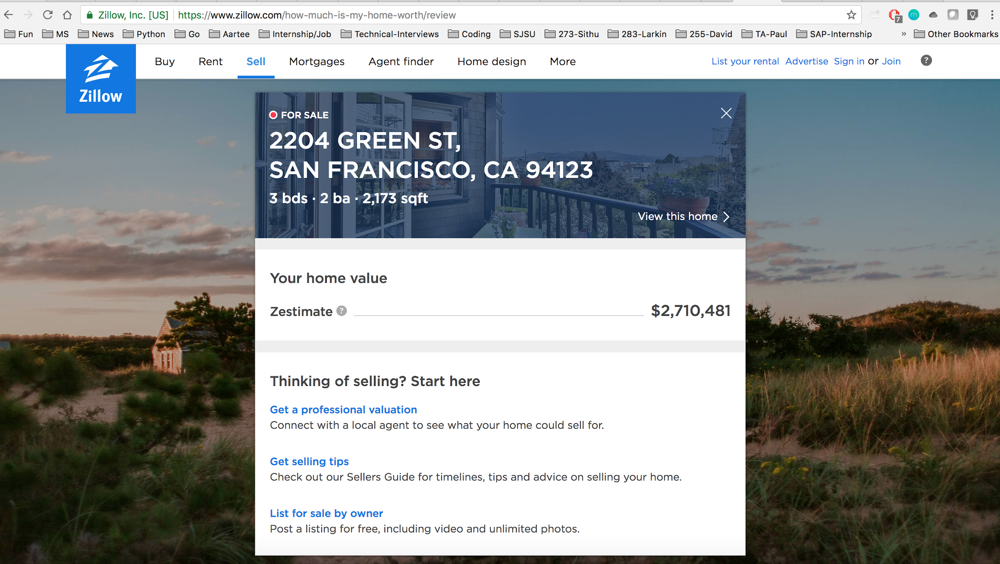 Zillow, Inc. [US] https://www.zillow.com/how-much-is-my-home-worth/review
7
m
Fun MS News Python Go Aartee Internship/Job Technical-Interviews Coding SJSU 273-Sithu 283-Larkin 255-David TA-Paul SAP-Internship » Other Bookmarks
Zillow
Buy Rent Sell Mortgages Agent finder Home design More List your rental Advertise Sign in or Join ?
FOR SALE
2204 GREEN ST,
SAN FRANCISCO, CA 94123
3 bds · 2 ba · 2,173 sqft
View this home
Your home value
Zestimate ? $2,710,481
Thinking of selling? Start here
Get a professional valuation
Connect with a local agent to see what your home could sell for.
Get selling tips
Check out our Sellers Guide for timelines, tips and advice on selling your home.
List for sale by owner
Post a listing for free, including video and unlimited photos.